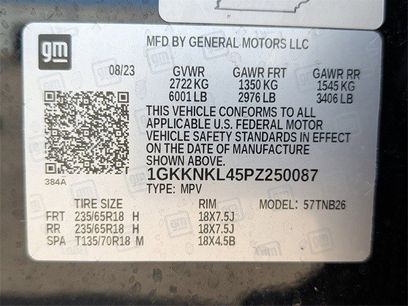 gm
MFD BY GENERAL MOTORS LLC
08/23 GVWR GAWR FRT GAWR RR
2722 KG 1350 KG 1545 KG
6001 LB 2976 LB 3406 LB
THIS VEHICLE CONFORMS TO ALL
APPLICABLE U.S. FEDERAL MOTOR
VEHICLE SAFETY STANDARDS IN EFFECT
ON THE DATE OF MANUFACTURE
SHOWN ABOVE.
384A 1GKKNKL45PZ250087
TYPE: MPV
TIRE SIZE RIM MODEL: 57TNB26
FRT 235/65R18 H 18X7.5J
RR 235/65R18 H 18X7.5J
SPA T135/70R18 M 18X4.5B